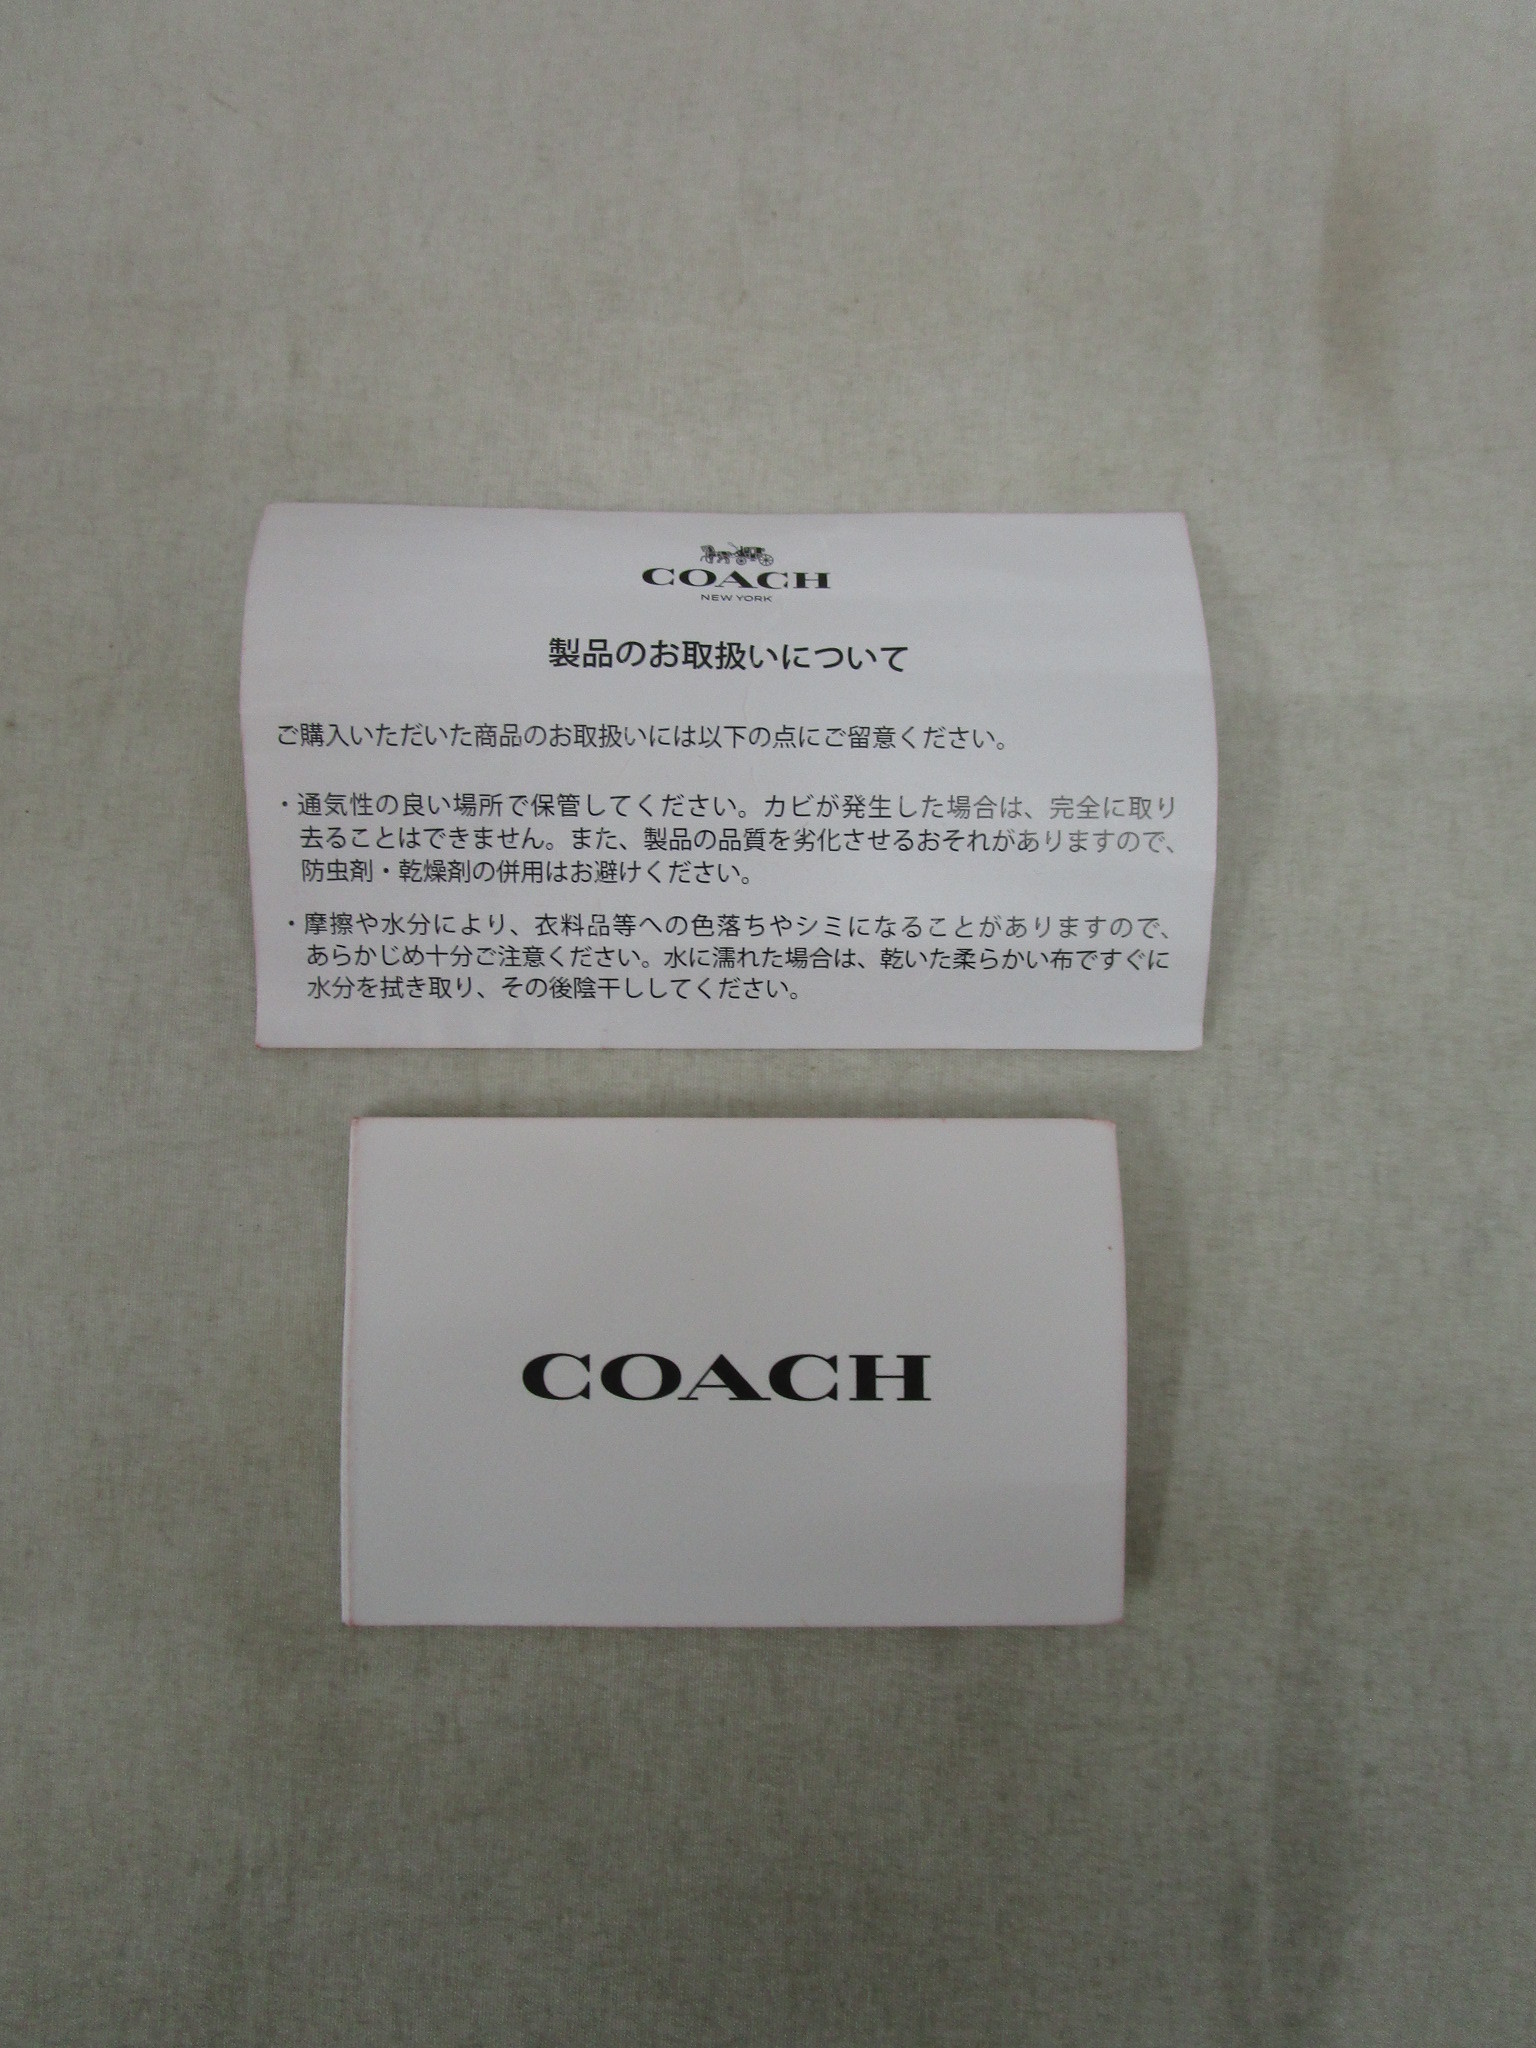 COACH
NEW YORK
製品のお取扱いについて
ご購入いただいた商品のお取扱いには以下の点にご留意ください。
・通気性の良い場所で保管してください。カビが発生した場合は、完全に取り
去ることはできません。また、製品の品質を劣化させるおそれがありますので、
防虫剤・乾燥剤の併用はお避けください。
・摩擦や水分により、衣料品等への色落ちやシミになることがありますので、
あらかじめ十分ご注意ください。水に濡れた場合は、乾いた柔らかい布ですぐに
水分を拭き取り、その後陰干ししてください。
COACH